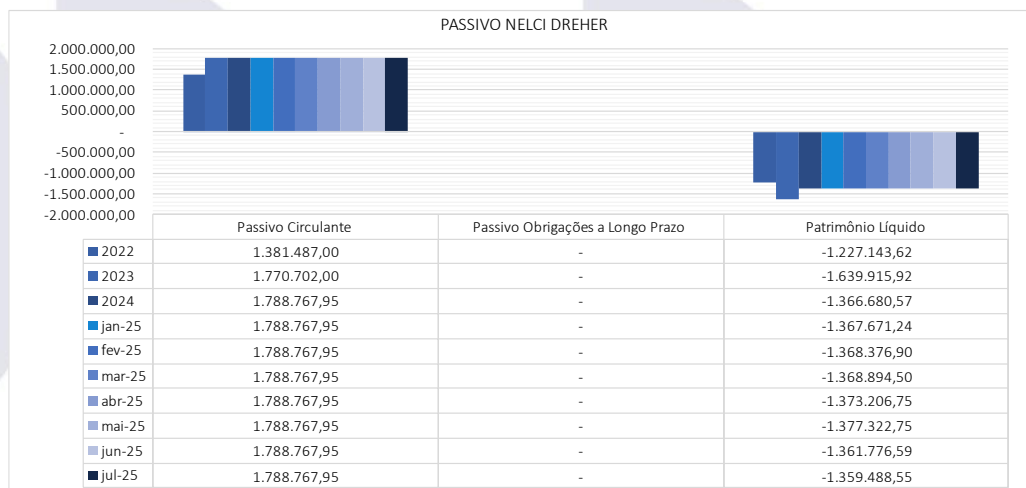 PASSIVO NELCI DREHER
2.000.000,00
1.500.000,00
1.000.000,00
500.000,00
-
-500.000,00
-1.000.000,00
-1.500.000,00
-2.000.000,00
Passivo Circulante Passivo Obrigações a Longo Prazo Patrimônio Líquido
2022 1.381.487,00 - -1.227.143,62
2023 1.770.702,00 - -1.639.915,92
2024 1.788.767,95 - -1.366.680,57
jan-25 1.788.767,95 - -1.367.671,24
fev-25 1.788.767,95 - -1.368.376,90
mar-25 1.788.767,95 - -1.368.894,50
abr-25 1.788.767,95 - -1.373.206,75
mai-25 1.788.767,95 - -1.377.322,75
jun-25 1.788.767,95 - -1.361.776,59
jul-25 1.788.767,95 - -1.359.488,55